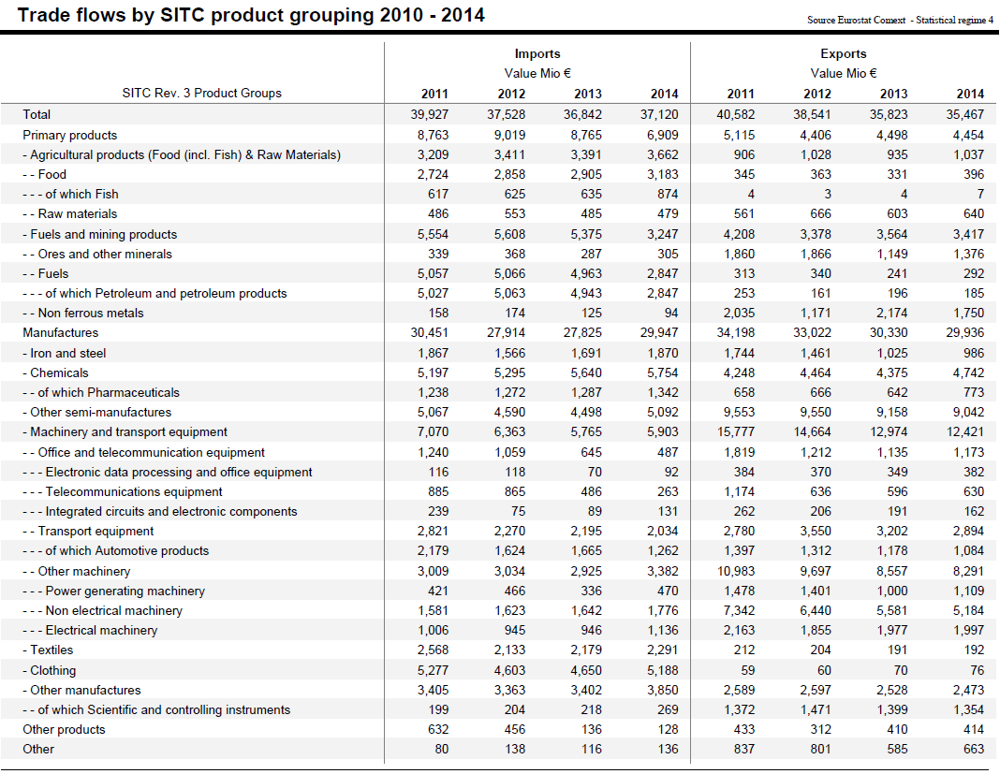 Trade flows by SITC product grouping 2010 - 2014
Source Eurostat Comext - Statistical regime 4
Imports Exports
Value Mio € Value Mio €
SITC Rev. 3 Product Groups 2011 2012 2013 2014 2011 2012 2013 2014
Total 39,927 37,528 36,842 37,120 40,582 38,541 35,823 35,467
Primary products 8,763 9,019 8,765 6,909 5,115 4,406 4,498 4,454
- Agricultural products (Food (incl. Fish) & Raw Materials) 3,209 3,411 3,391 3,662 906 1,028 935 1,037
- - Food 2,724 2,858 2,905 3,183 345 363 331 396
- - - of which Fish 617 625 635 874 4 3 4 7
- - Raw materials 486 553 485 479 561 666 603 640
- Fuels and mining products 5,554 5,608 5,375 3,247 4,208 3,378 3,564 3,417
- - Ores and other minerals 339 368 287 305 1,860 1,866 1,149 1,376
- - Fuels 5,057 5,066 4,963 2,847 313 340 241 292
- - - of which Petroleum and petroleum products 5,027 5,063 4,943 2,847 253 161 196 185
- - Non ferrous metals 158 174 125 94 2,035 1,171 2,174 1,750
Manufactures 30,451 27,914 27,825 29,947 34,198 33,022 30,330 29,936
- Iron and steel 1,867 1,566 1,691 1,870 1,744 1,461 1,025 986
- Chemicals 5,197 5,295 5,640 5,754 4,248 4,464 4,375 4,742
- - of which Pharmaceuticals 1,238 1,272 1,287 1,342 658 666 642 773
- Other semi-manufactures 5,067 4,590 4,498 5,092 9,553 9,550 9,158 9,042
- Machinery and transport equipment 7,070 6,363 5,765 5,903 15,777 14,664 12,974 12,421
- - Office and telecommunication equipment 1,240 1,059 645 487 1,819 1,212 1,135 1,173
- - - Electronic data processing and office equipment 116 118 70 92 384 370 349 382
- - - Telecommunications equipment 885 865 486 263 1,174 636 596 630
- - - Integrated circuits and electronic components 239 75 89 131 262 206 191 162
- - Transport equipment 2,821 2,270 2,195 2,034 2,780 3,550 3,202 2,894
- - - of which Automotive products 2,179 1,624 1,665 1,262 1,397 1,312 1,178 1,084
- - Other machinery 3,009 3,034 2,925 3,382 10,983 9,697 8,557 8,291
- - - Power generating machinery 421 466 336 470 1,478 1,401 1,000 1,109
- - - Non electrical machinery 1,581 1,623 1,642 1,776 7,342 6,440 5,581 5,184
- - - Electrical machinery 1,006 945 946 1,136 2,163 1,855 1,977 1,997
- Textiles 2,568 2,133 2,179 2,291 212 204 191 192
- Clothing 5,277 4,603 4,650 5,188 59 60 70 76
- Other manufactures 3,405 3,363 3,402 3,850 2,589 2,597 2,528 2,473
- - of which Scientific and controlling instruments 199 204 218 269 1,372 1,471 1,399 1,354
Other products 632 456 136 128 433 312 410 414
Other 80 138 116 136 837 801 585 663